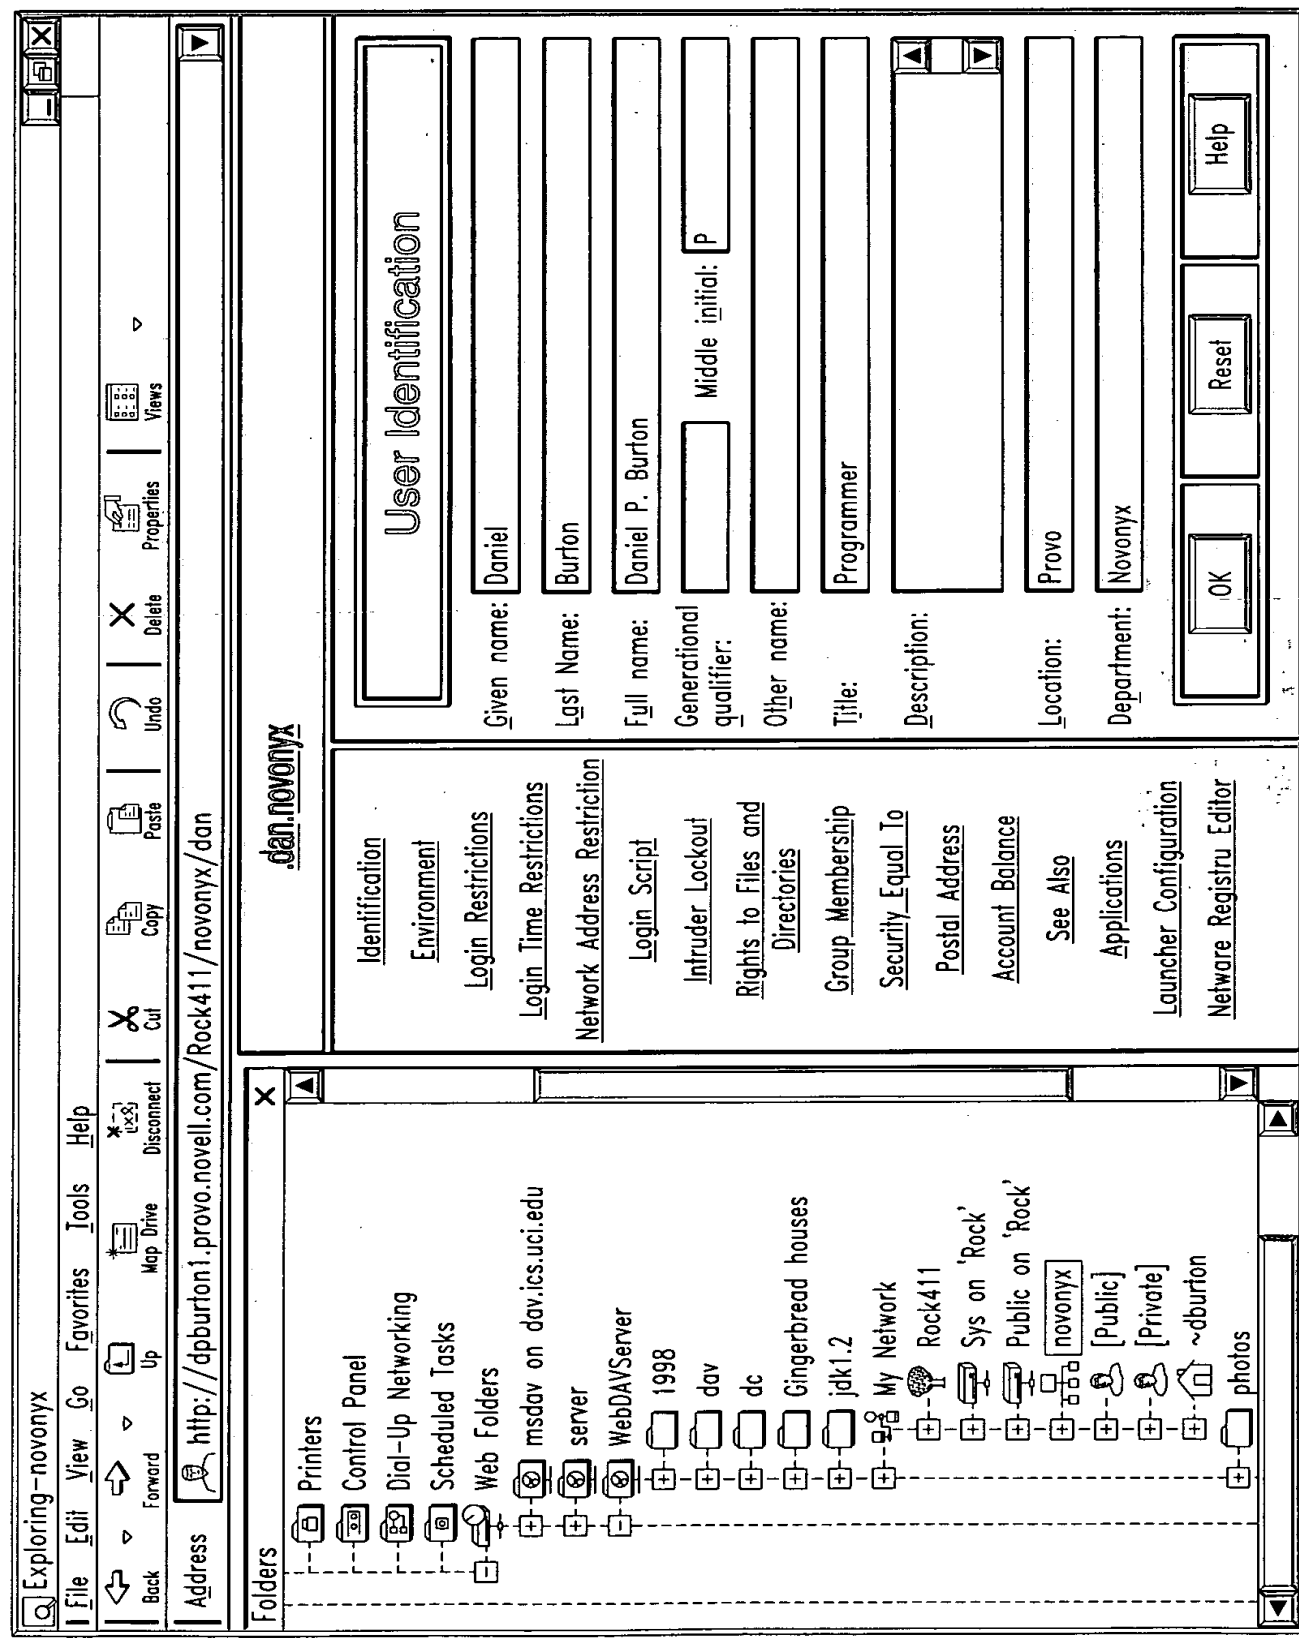 Exploring-novonyx
File Edit View Go Favorites Tools Help
Back Forward Up Map Drive Disconnect Cut Copy Paste Undo Delete Properties Views
Address http://dpburton1.provo.novell.com/Rock411/novonyx/dan
Folders
Printers
Control Panel
Dial-Up Networking
Scheduled Tasks
Web Folders
msdav on dav.ics.uci.edu
server
WebDAVServer
1998
dav
dc
Gingerbread houses
jdk1.2
My Network
Rock411
Sys on 'Rock'
Public on 'Rock'
novonyx
[Public]
[Private]
~dburton
photos
.dan.novonyx
Identification
Environment
Login Restrictions
Login Time Restrictions
Network Address Restriction
Login Script
Intruder Lockout
Rights to Files and
Directories
Group Membership
Security Equal To
Postal Address
Account Balance
See Also
Applications
Launcher Configuration
Netware Registru Editor
User Identification
Given name: Daniel
Last Name: Burton
Full name: Daniel P. Burton
Generational
qualifier:
Middle initial: P
Other name:
Title: Programmer
Description:
Location: Provo
Department: Novonyx
OK Reset Help